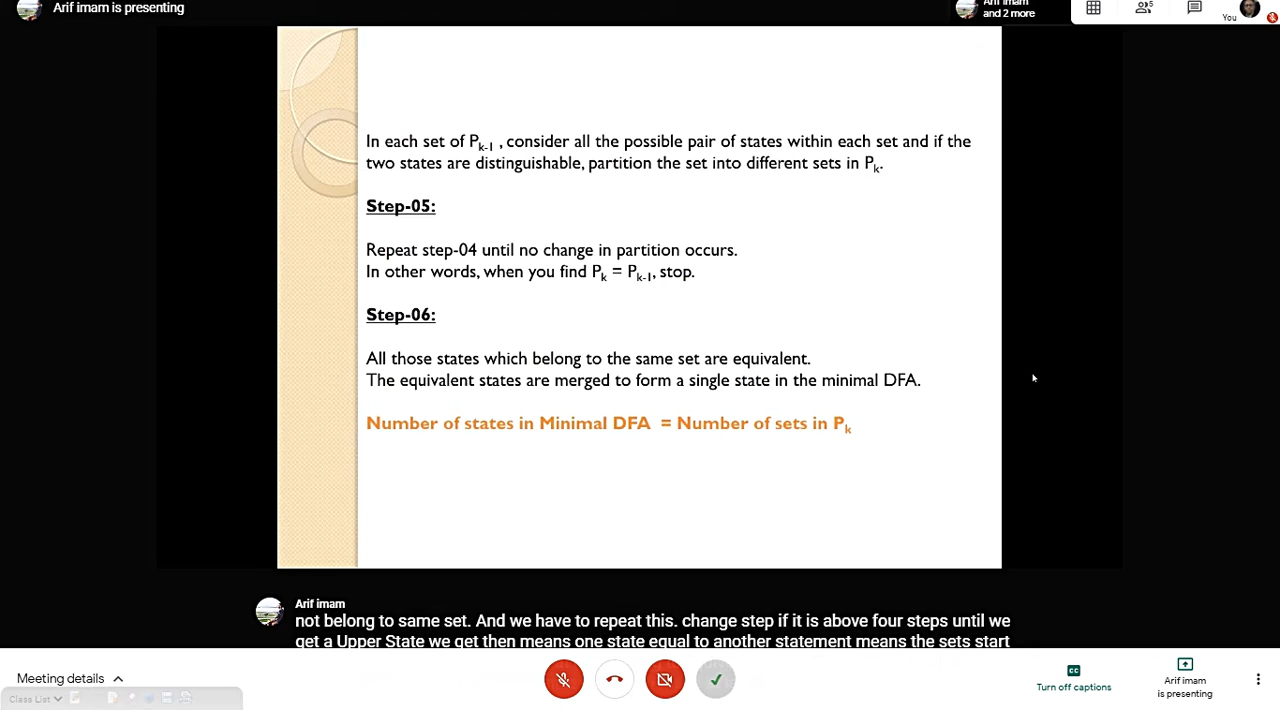 Arif imam is presenting
Arif imam
and 2 more
5
You
In each set of Pk-1 , consider all the possible pair of states within each set and if the
two states are distinguishable, partition the set into different sets in Pk.
Step-05:
Repeat step-04 until no change in partition occurs.
In other words, when you find Pk = Pk-1, stop.
Step-06:
All those states which belong to the same set are equivalent.
The equivalent states are merged to form a single state in the minimal DFA.
Number of states in Minimal DFA = Number of sets in Pk
Arif imam
not belong to same set. And we have to repeat this. change step if it is above four steps until we
get a Upper State we get then means one state equal to another statement means the sets start
Meeting details
Class List
CC
Turn off captions
Arif imam
is presenting